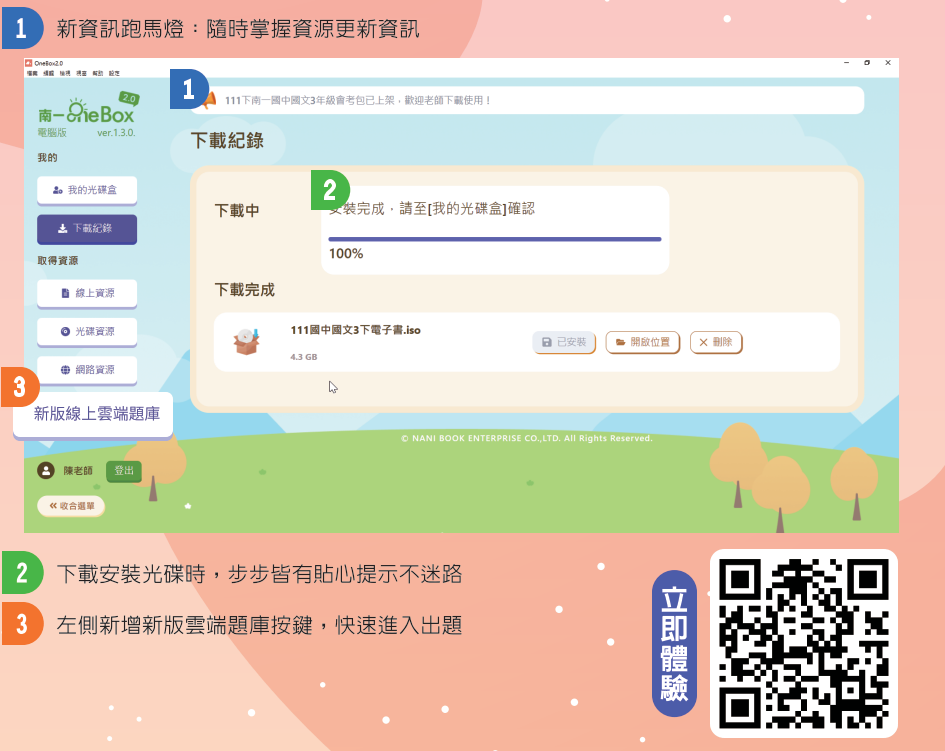 1 新資訊跑馬燈：隨時掌握資源更新資訊
OneBox2.0
檔案 編輯 檢視 視窗 幫助 設定
1
111下南一國中國文3年級會考包已上架，歡迎老師下載使用！
南一OneBox 2.0
電腦版 ver.1.3.0.
我的
我的光碟盒
下載紀錄
取得資源
線上資源
光碟資源
網路資源
3
新版線上雲端題庫
陳老師 登出
收合選單
下載紀錄
下載中
2
安裝完成，請至[我的光碟盒]確認
100%
下載完成
111國中國文3下電子書.iso
4.3 GB
已安裝 開啟位置 刪除
© NANI BOOK ENTERPRISE CO.,LTD. All Rights Reserved.
2 下載安裝光碟時，步步皆有貼心提示不迷路
3 左側新增新版雲端題庫按鍵，快速進入出題
立即體驗